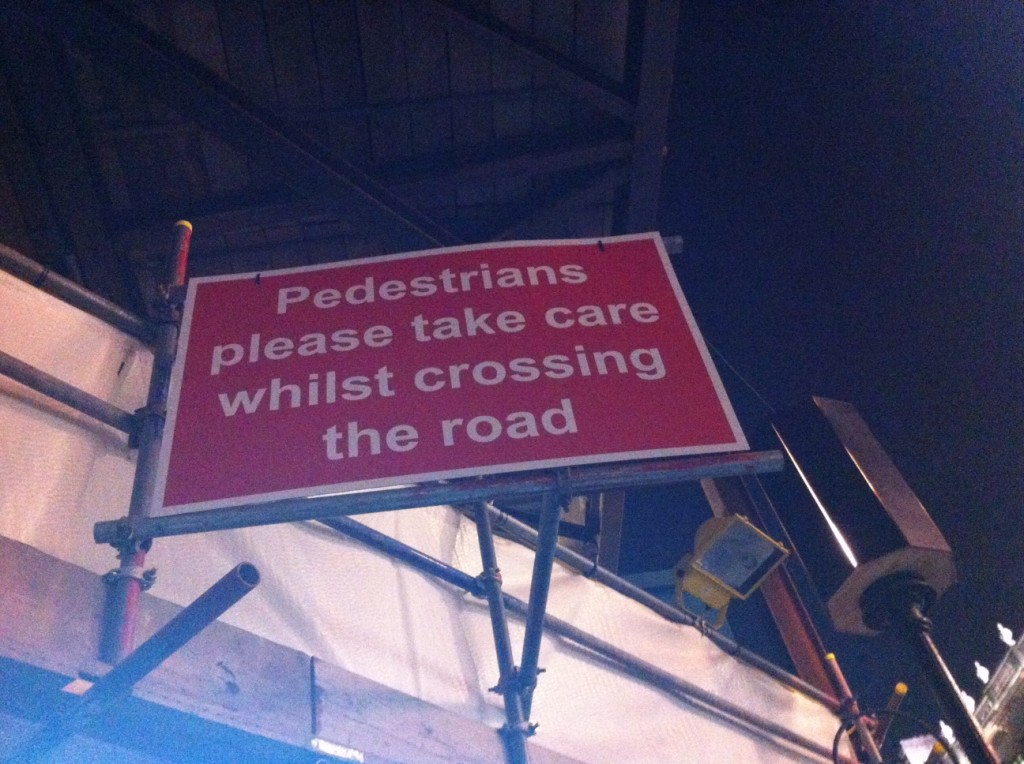 Pedestrians
please take care
whilst crossing
the road